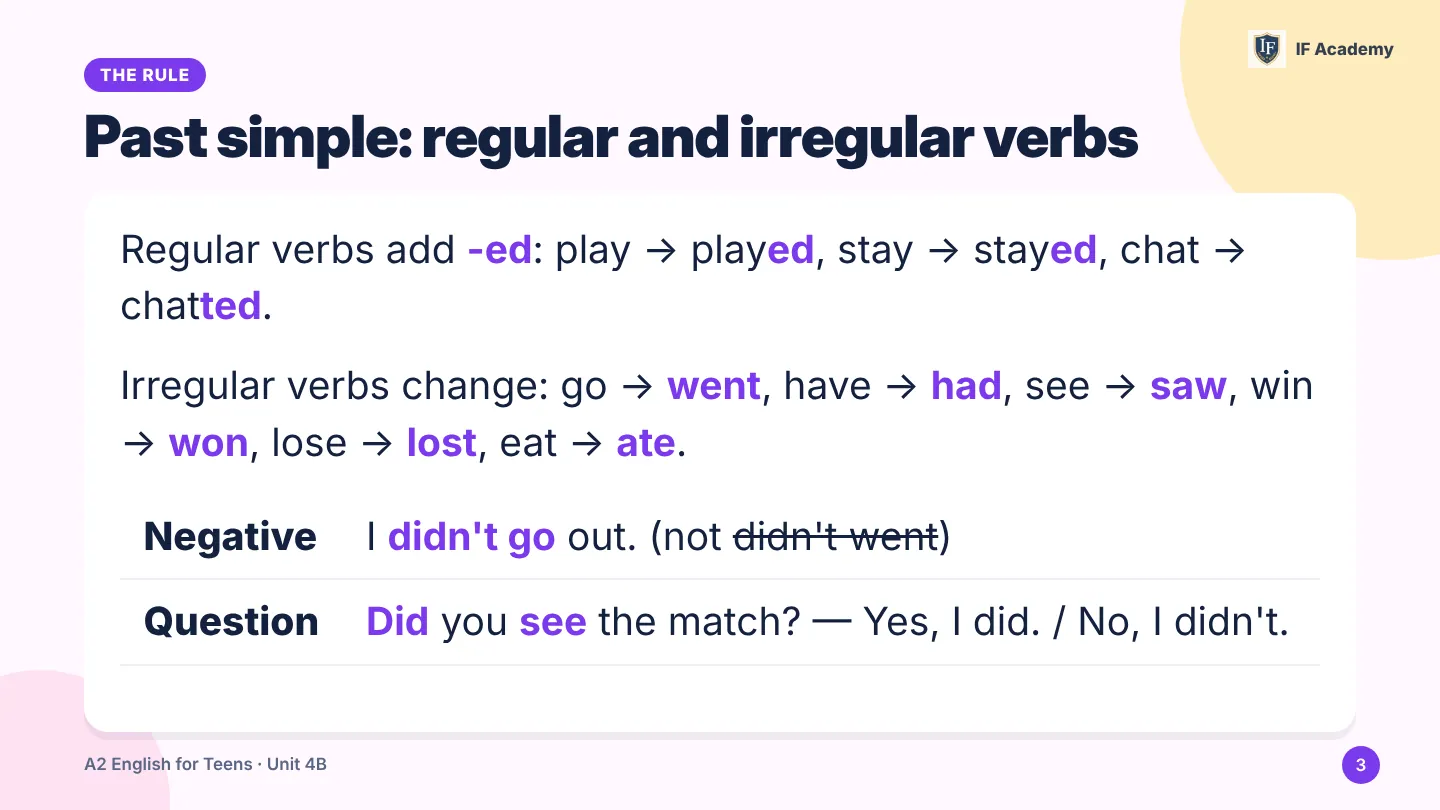 IF
IF Academy
THE RULE
Past simple: regular and irregular verbs
Regular verbs add -ed: play → played, stay → stayed, chat →
chatted.
Irregular verbs change: go → went, have → had, see → saw, win
→ won, lose → lost, eat → ate.
Negative I didn't go out. (not didn't went)
Question Did you see the match? — Yes, I did. / No, I didn't.
A2 English for Teens · Unit 4B
3